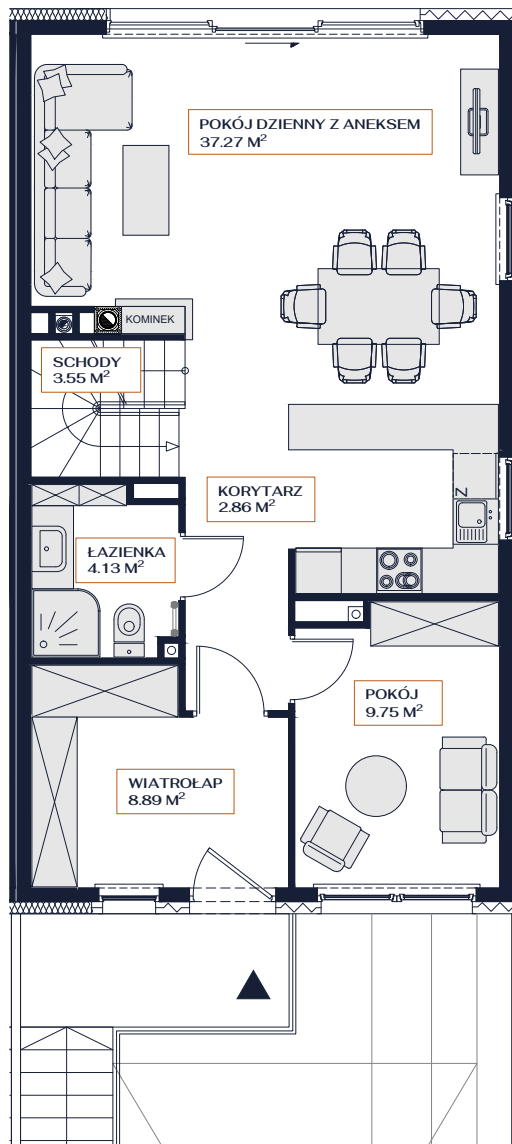 POKÓJ DZIENNY Z ANEKSEM
37.27 M²
KOMINEK
SCHODY
3.55 M²
KORYTARZ
2.86 M²
Z
ŁAZIENKA
4.13 M²
POKÓJ
9.75 M²
WIATROŁAP
8.89 M²